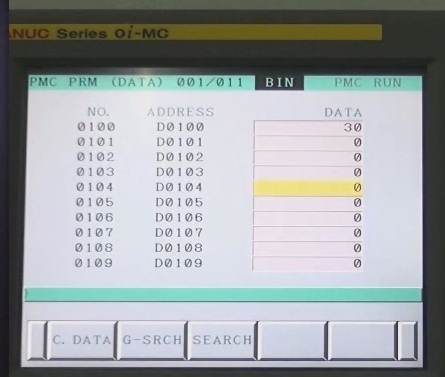 FANUC Series 0i-MC
PMC PRM (DATA) 001/011 BIN PMC RUN
NO. ADDRESS DATA
0100 D0100 30
0101 D0101 0
0102 D0102 0
0103 D0103 0
0104 D0104 0
0105 D0105 0
0106 D0106 0
0107 D0107 0
0108 D0108 0
0109 D0109 0
)
C. DATA G-SRCH SEARCH